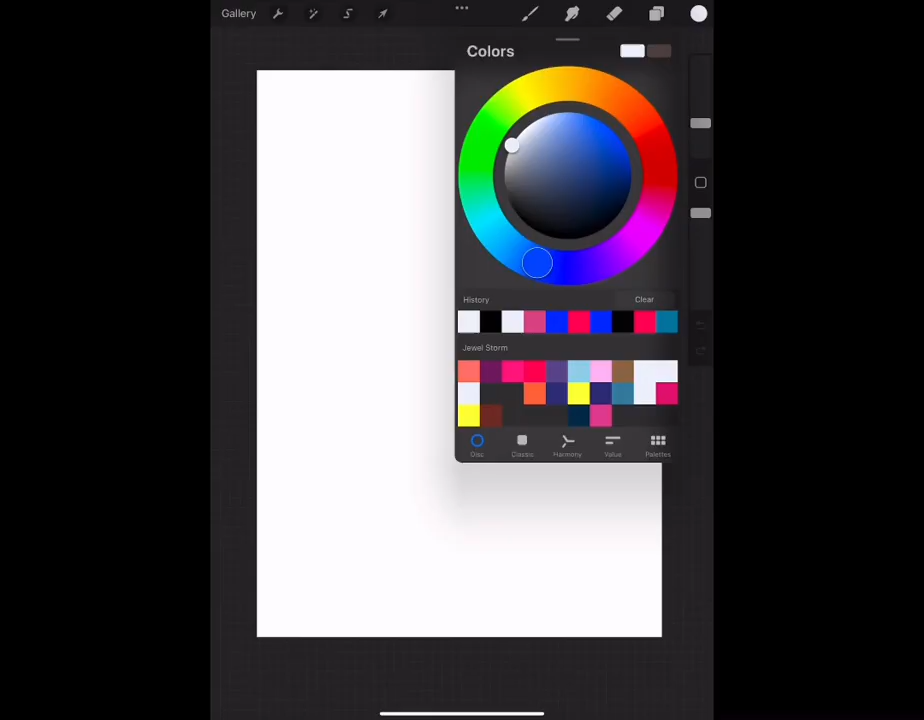 Gallery
Colors
History
Clear
Jewel Storm
Disc
Classic
Harmony
Value
Palettes